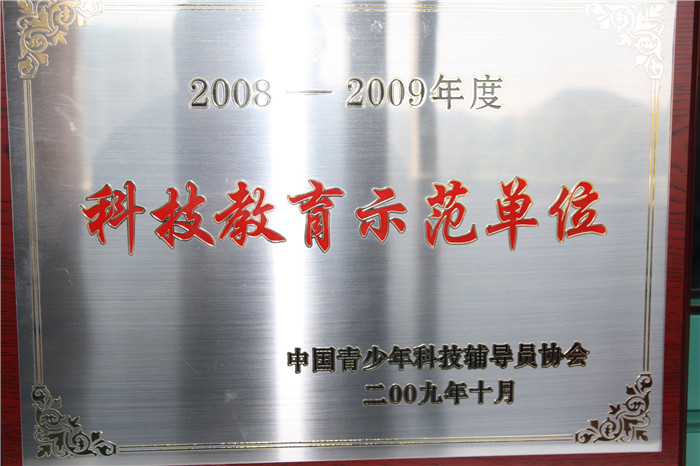 2008—2009年度
科技教育示范单位
中国青少年科技辅导员协会
二00九年十月